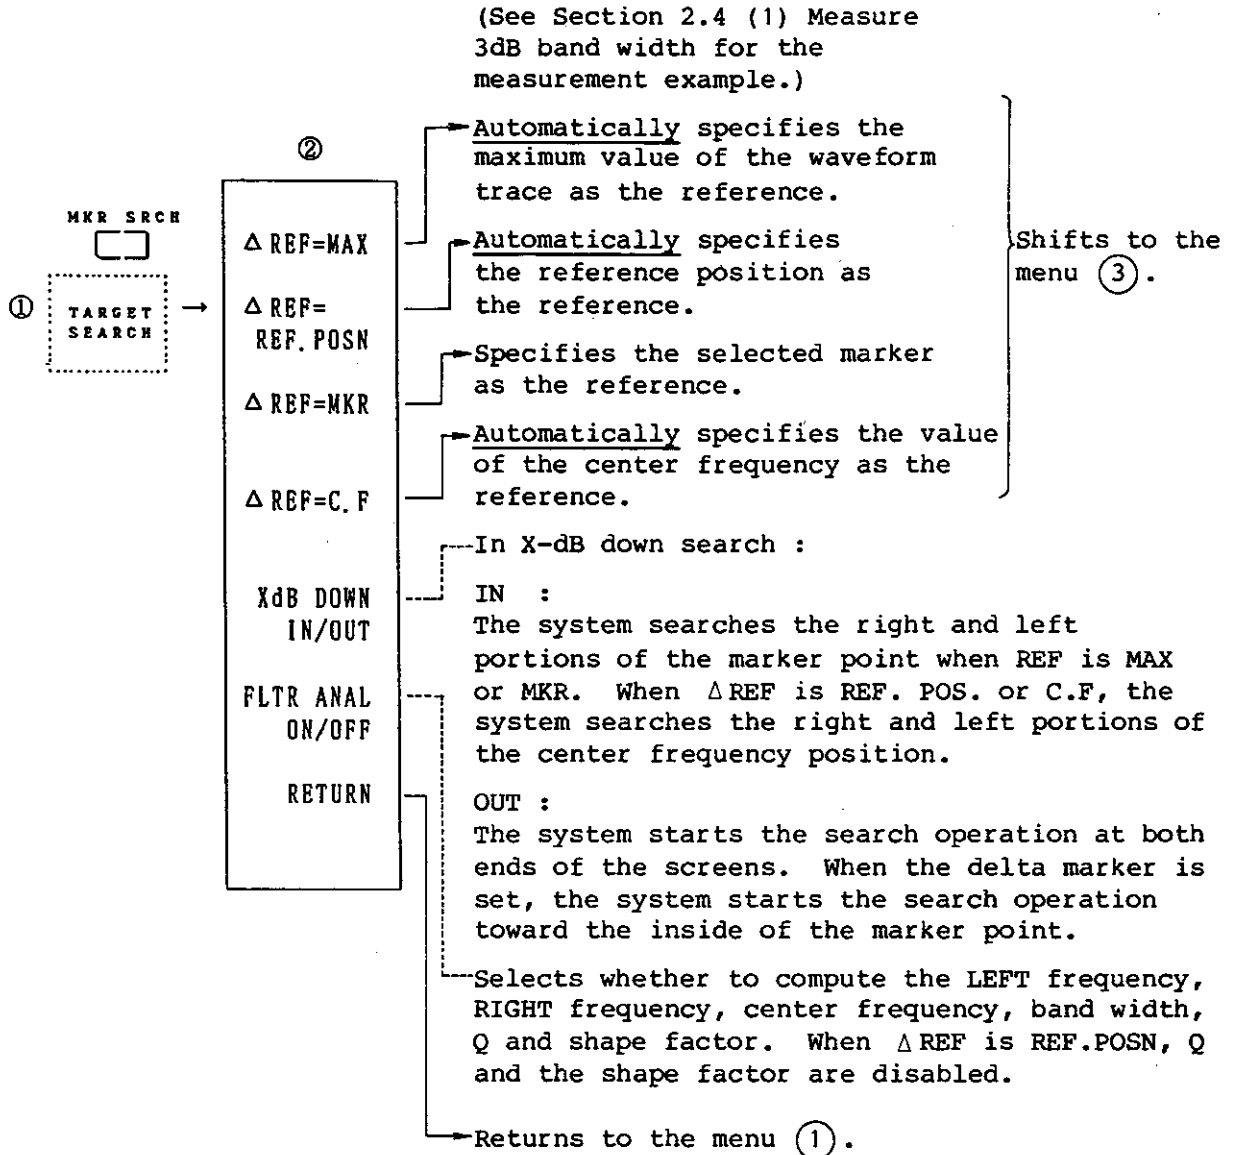 (See Section 2.4 (1) Measure
3dB band width for the
measurement example.)
MKR SRCH
①
TARGET
SEARCH
②
Δ REF=MAX
Δ REF=
REF. POSN
Δ REF=MKR
Δ REF=C. F
XdB DOWN
IN/OUT
FLTR ANAL
ON/OFF
RETURN
Automatically specifies the
maximum value of the waveform
trace as the reference.
Automatically specifies
the reference position as
the reference.
Specifies the selected marker
as the reference.
Automatically specifies the value
of the center frequency as the
reference.
Shifts to the
menu ③.
In X-dB down search :
IN :
The system searches the right and left
portions of the marker point when REF is MAX
or MKR. When Δ REF is REF. POS. or C.F, the
system searches the right and left portions of
the center frequency position.
OUT :
The system starts the search operation at both
ends of the screens. When the delta marker is
set, the system starts the search operation
toward the inside of the marker point.
Selects whether to compute the LEFT frequency,
RIGHT frequency, center frequency, band width,
Q and shape factor. When Δ REF is REF.POSN, Q
and the shape factor are disabled.
Returns to the menu ①.